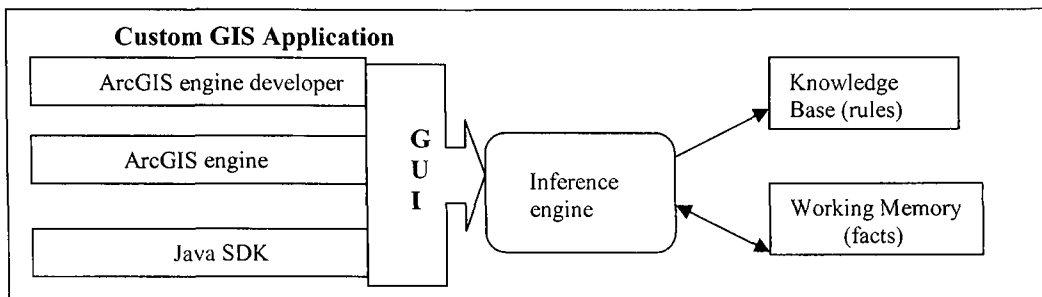 Custom GIS Application
ArcGIS engine developer
ArcGIS engine
Java SDK
G
U
I
Inference
engine
Knowledge
Base (rules)
Working Memory
(facts)